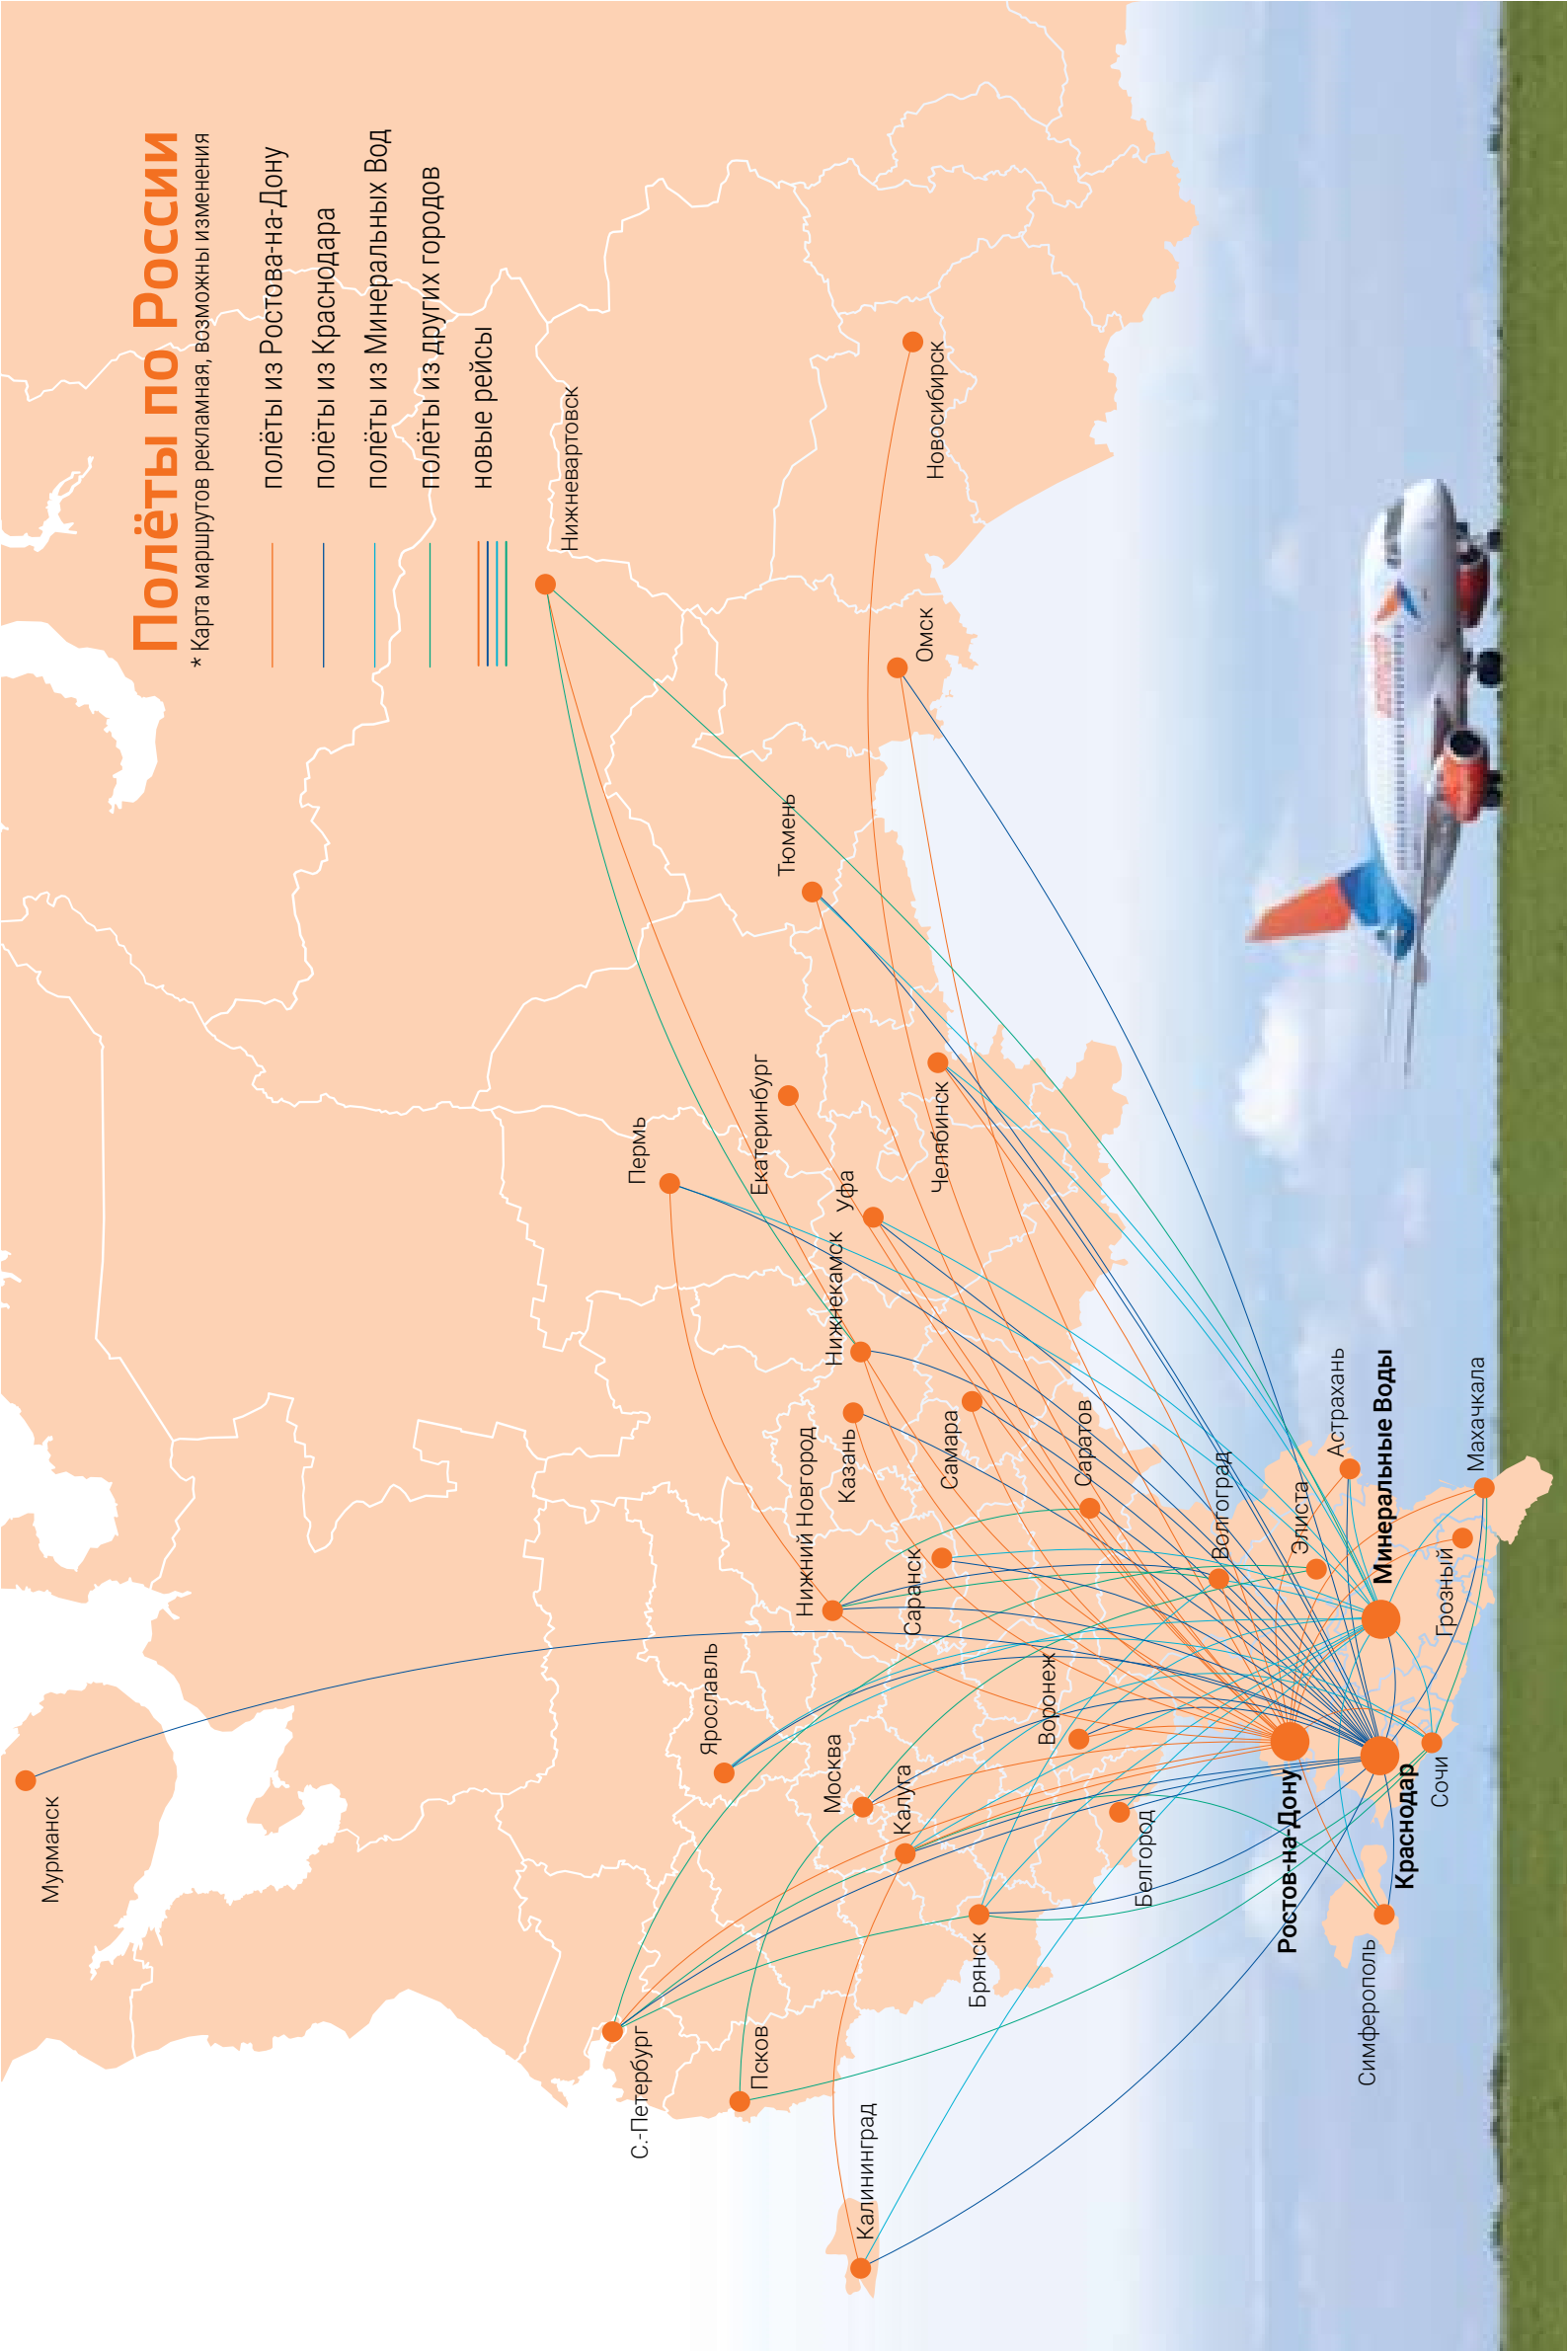 Полёты по России
* Карта маршрутов рекламная, возможны изменения
полёты из Ростова-на-Дону
полёты из Краснодара
полёты из Минеральных Вод
полёты из других городов
новые рейсы
Мурманск
Нижневартовск
С.-Петербург
Пермь
Ярославль
Псков
Екатеринбург
Тюмень
Нижний Новгород
Москва
Нижнекамск
Уфа
Казань
Калининград
Калуга
Саранск
Омск
Новосибирск
Челябинск
Самара
Брянск
Воронеж
Саратов
Белгород
Волгоград
Ростов-на-Дону
Элиста
Астрахань
Симферополь
Минеральные Воды
Краснодар
Сочи
Грозный
Махачкала